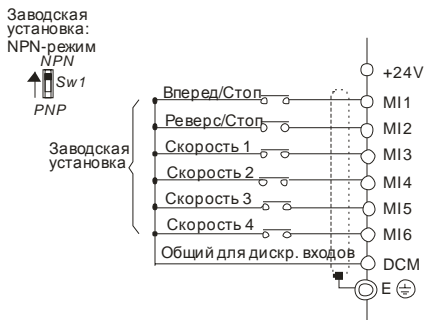 Заводская
установка:
NPN-режим
NPN
Sw1
PNP
+24V
Вперед/Стоп
MI1
Реверс/Стоп
MI2
Заводская
установка
Скорость 1
MI3
Скорость 2
MI4
Скорость 3
MI5
Скорость 4
MI6
Общий для дискр. входов
DCM
E